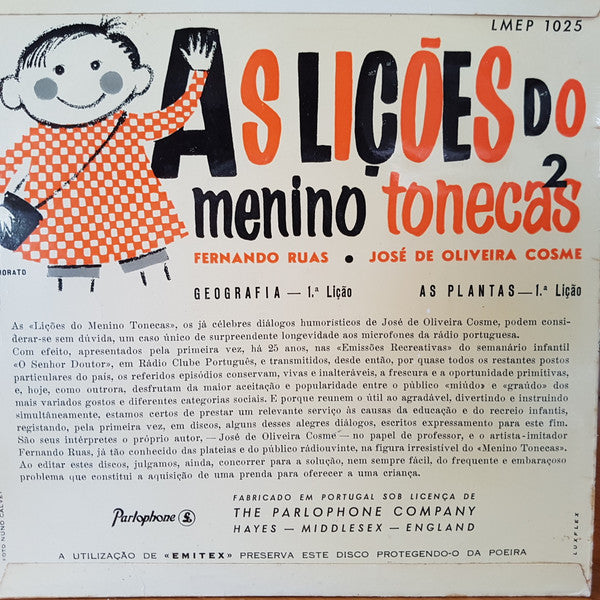 LMEP 1025
AS LIÇÕES DO
menino tonecas
2
FERNANDO RUAS • JOSÉ DE OLIVEIRA COSME
GEOGRAFIA — 1.ª Lição AS PLANTAS — 1.ª Lição
As «Lições do Menino Tonecas», os já célebres diálogos humorísticos de José de Oliveira Cosme, podem consi-
derar-se sem dúvida, um caso único de surpreendente longevidade aos microfones da rádio portuguesa.
Com efeito, apresentados pela primeira vez, há 25 anos, nas «Emissões Recreativas» do semanário infantil
«O Senhor Doutor», em Rádio Clube Português, e transmitidos, desde então, por quase todos os restantes postos
particulares do país, os referidos episódios conservam, vivas e inalteráveis, a frescura e a oportunidade primitivas,
e, hoje, como outrora, desfrutam da maior aceitação e popularidade entre o público «miúdo» e «graúdo» dos
mais variados gostos e diferentes categorias sociais. E porque reunem o útil ao agradável, divertindo e instruindo
simultâneamente, estamos certos de prestar um relevante serviço às causas da educação e do recreio infantis,
registando, pela primeira vez, em discos, alguns desses alegres diálogos, escritos expressamente para este fim.
São seus intérpretes o próprio autor, — José de Oliveira Cosme — no papel de professor, e o artista-imitador
Fernando Ruas, já tão conhecido das plateias e do público rádiouvinte, na figura irresistível do «Menino Tonecas».
Ao editar estes discos, julgamos, ainda, concorrer para a solução, nem sempre fácil, do frequente e embaraçoso
problema que constitui a aquisição de uma prenda para oferecer a uma criança.
Parlophone
FABRICADO EM PORTUGAL SOB LICENÇA DE
THE PARLOPHONE COMPANY
HAYES — MIDDLESEX — ENGLAND
A UTILIZAÇÃO DE «EMITEX» PRESERVA ESTE DISCO PROTEGENDO-O DA POEIRA
LUXFLEX